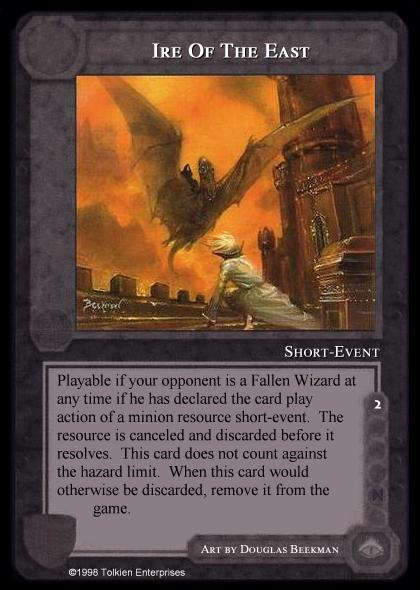 Ire Of The East
Beekman
Short-Event
Playable if your opponent is a Fallen Wizard at
any time if he has declared the card play
action of a minion resource short-event. The
resource is canceled and discarded before it
resolves. This card does not count against
the hazard limit. When this card would
otherwise be discarded, remove it from the
game.
2
Art by Douglas Beekman
©1998 Tolkien Enterprises